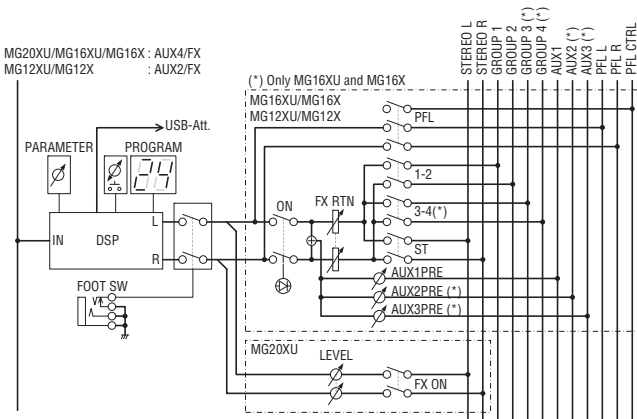 MG20XU/MG16XU/MG16X : AUX4/FX
MG12XU/MG12X : AUX2/FX
STEREO L
STEREO R
GROUP 1
GROUP 2
GROUP 3 (*)
GROUP 4 (*)
AUX1
AUX2 (*)
AUX3 (*)
PFL L
PFL R
PFL CTRL
(*) Only MG16XU and MG16X
MG16XU/MG16X
MG12XU/MG12X
PFL
USB-Att.
PARAMETER
PROGRAM
24
1-2
ON
FX RTN
3-4(*)
L
IN
DSP
ST
R
AUX1PRE
FOOT SW
AUX2PRE (*)
AUX3PRE (*)
MG20XU
LEVEL
FX ON